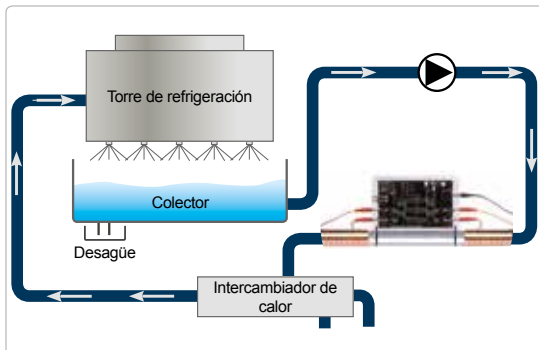 Torre de refrigeración
Colector
Desagüe
Intercambiador de
calor